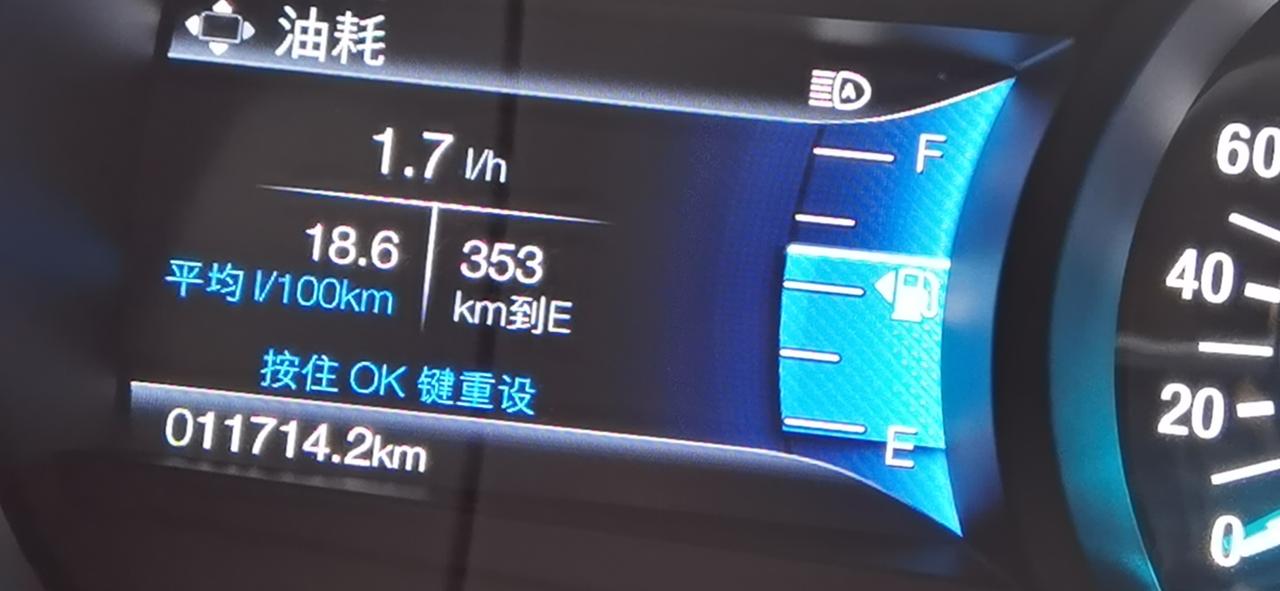 油耗
A
1.7 l/h
18.6
平均 l/100km
353
km到E
按住 OK 键重设
011714.2km
F
E
60
40
20
0